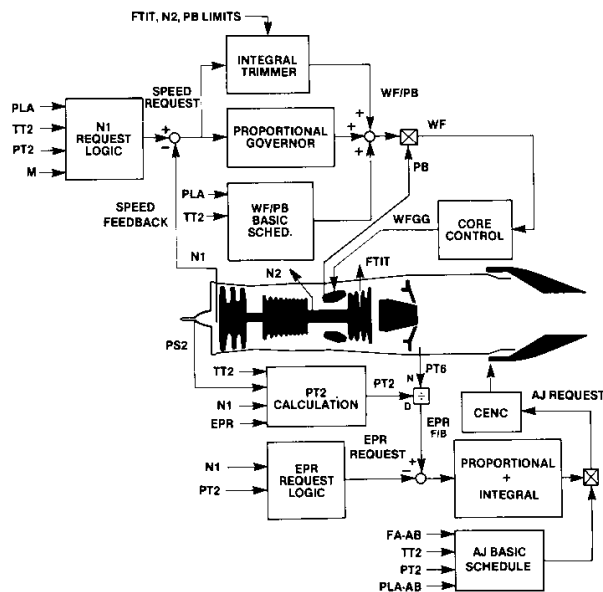 FTIT, N2, PB LIMITS
INTEGRAL
TRIMMER
SPEED
REQUEST
WF/PB
PLA
TT2
PT2
M
N1
REQUEST
LOGIC
+
−
PROPORTIONAL
GOVERNOR
+
+
+
WF
PB
PLA
TT2
WF/PB
BASIC
SCHED.
SPEED
FEEDBACK
WFGG
CORE
CONTROL
N1
N2
FTIT
PS2
TT2
N1
EPR
PT2
CALCULATION
PT2
PT6
N
D
÷
EPR
F/B
CENC
AJ REQUEST
N1
PT2
EPR
REQUEST
LOGIC
EPR
REQUEST
+
−
PROPORTIONAL
+
INTEGRAL
FA-AB
TT2
PT2
PLA-AB
AJ BASIC
SCHEDULE